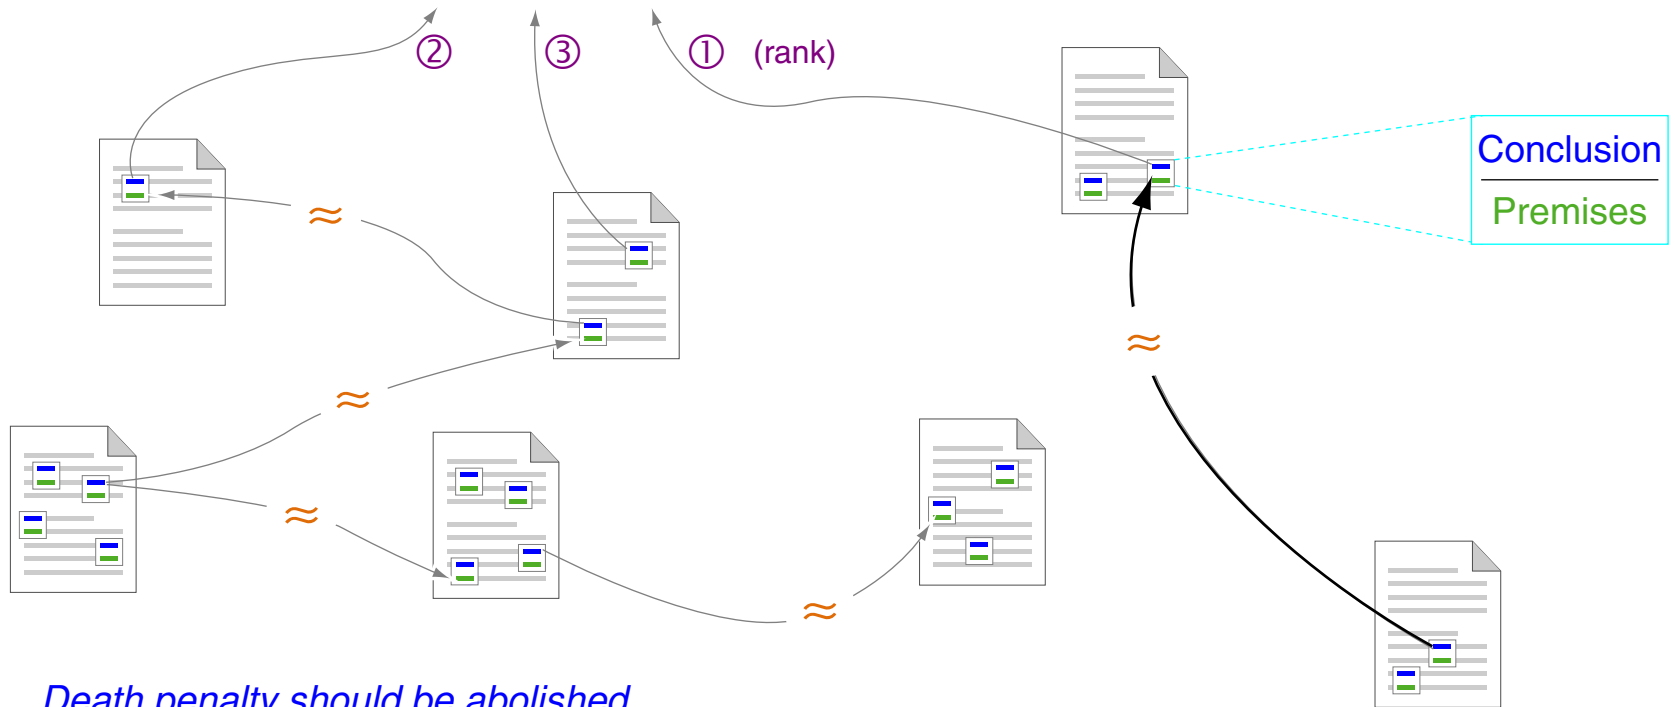 ② ③ ① (rank)
Conclusion
Premises
≈
≈
≈
≈
≈
Death penalty should be abolished